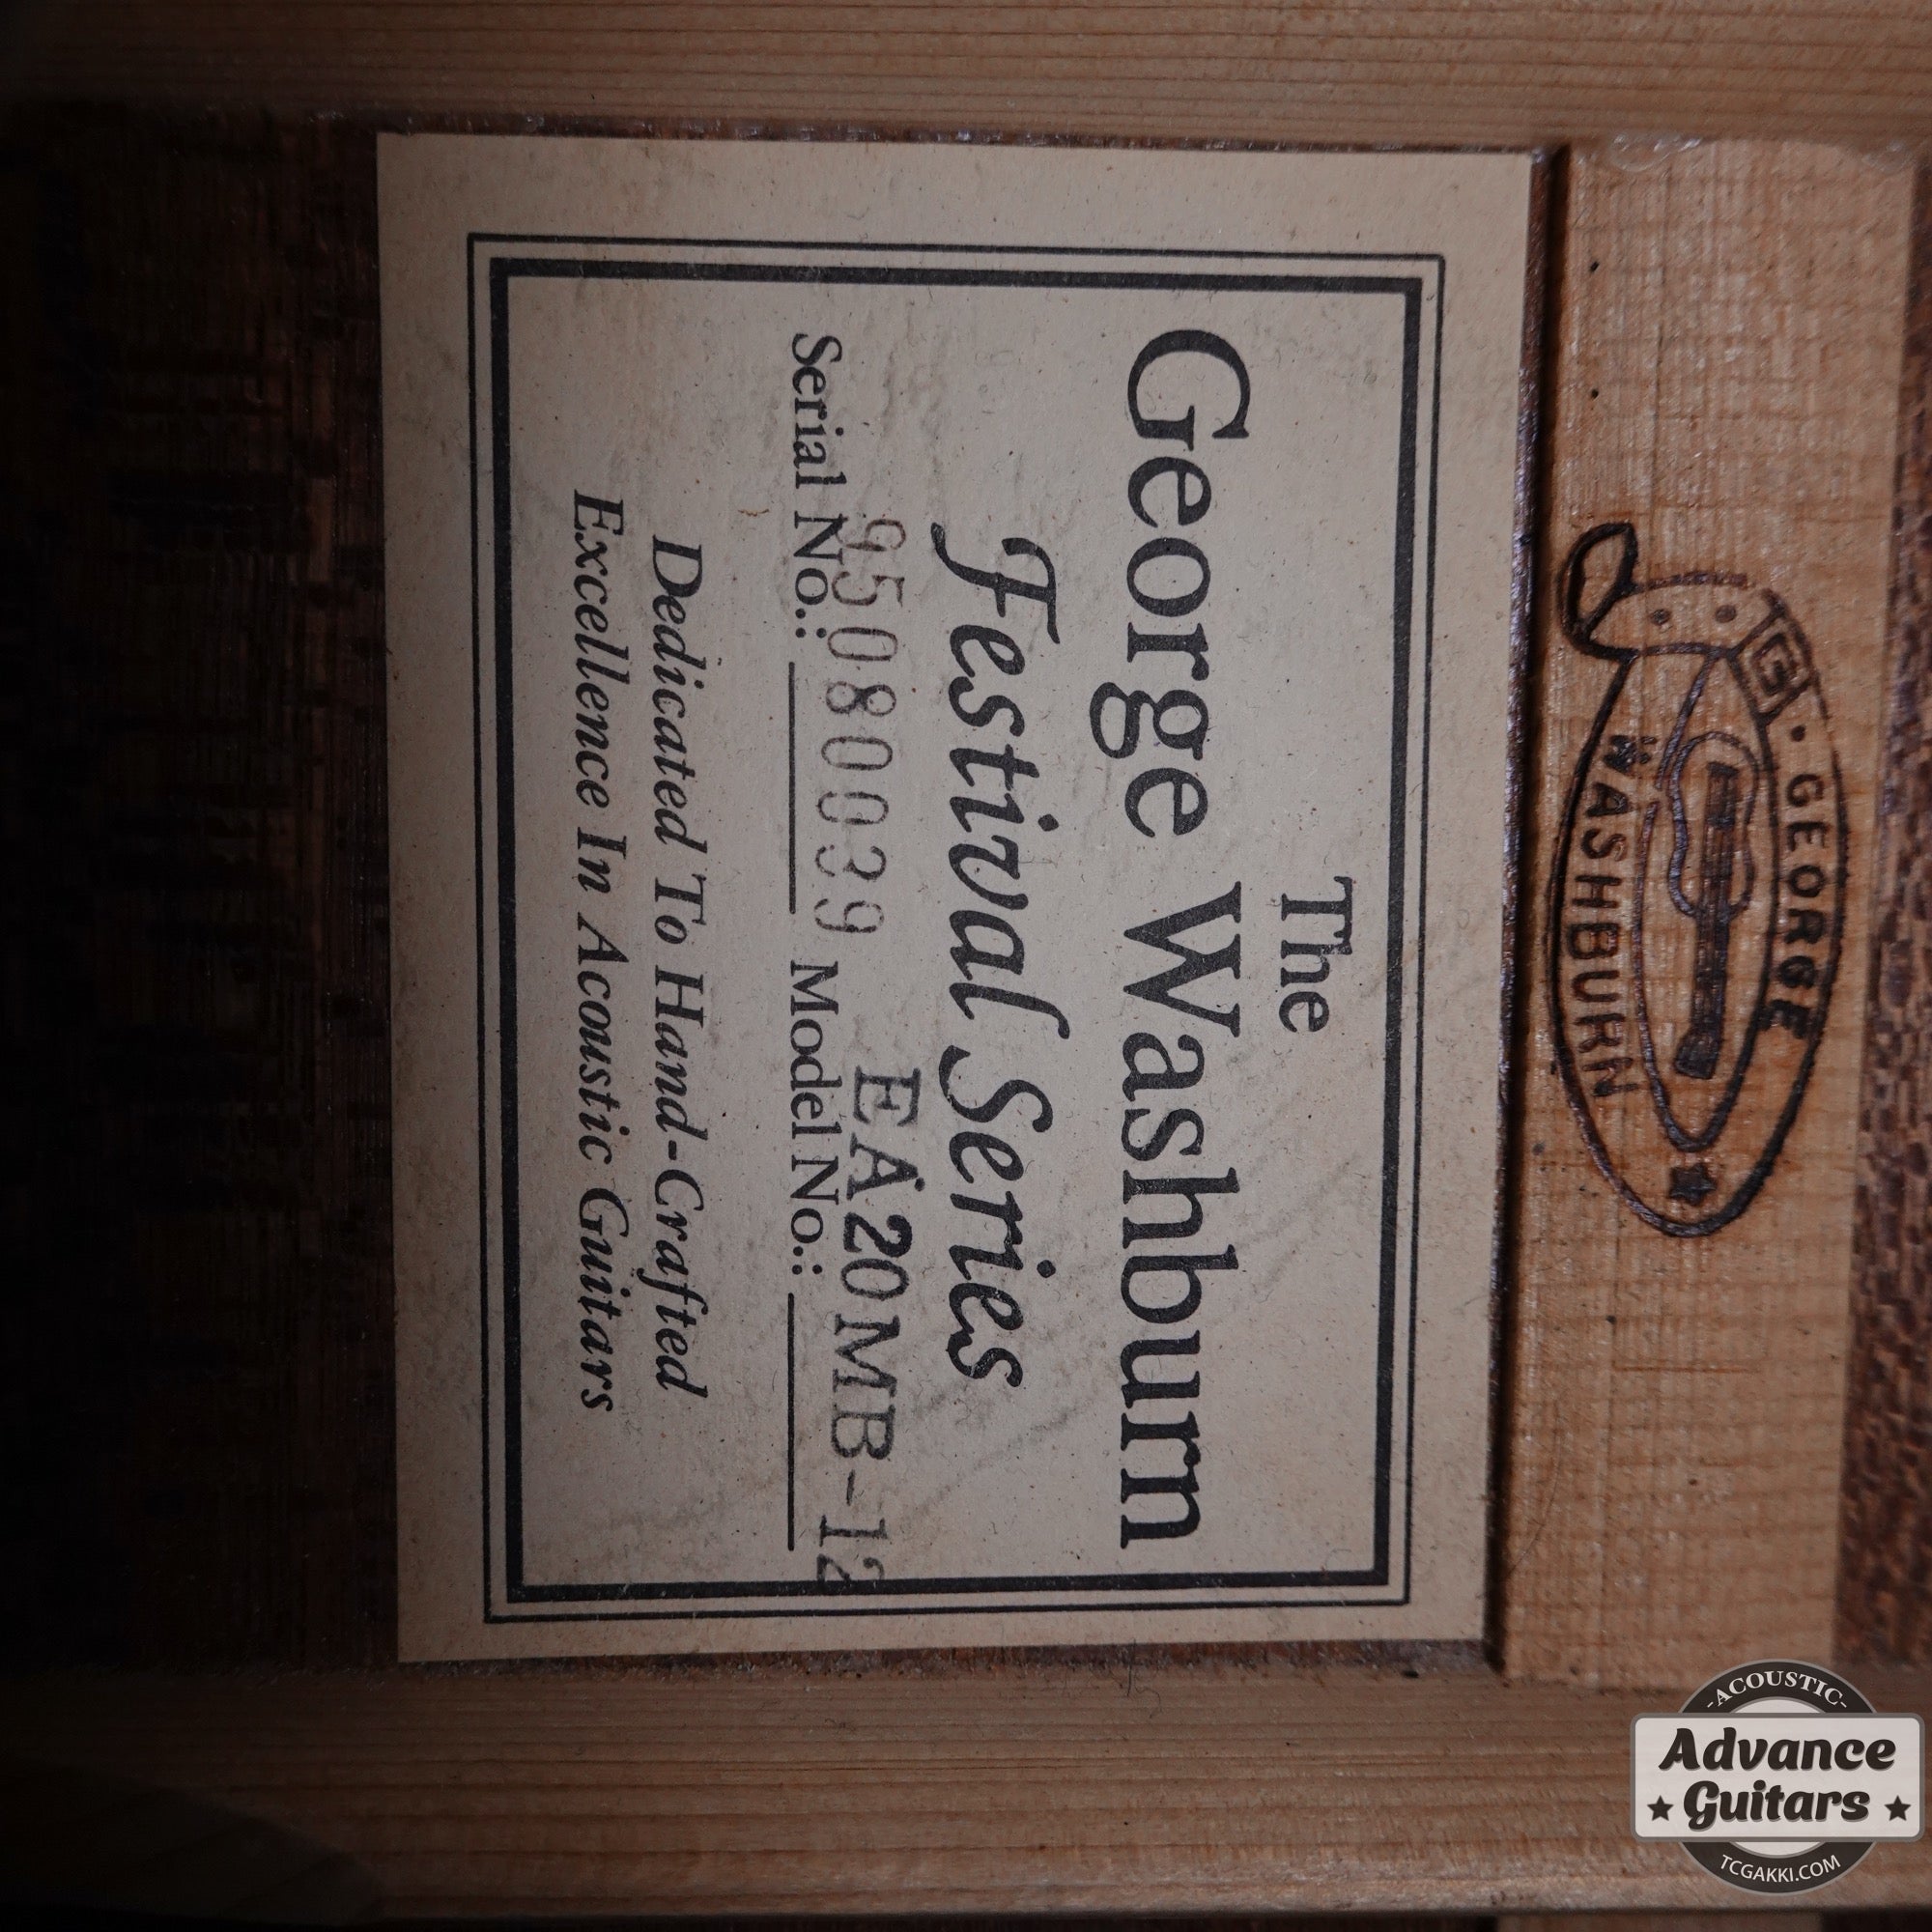 The
George Washburn
Festival Series
95080039 EA20MB-12
Serial No.: Model No.:
Dedicated To Hand-Crafted
Excellence In Acoustic Guitars
G • GEORGE
WASHBURN
-ACOUSTIC-
Advance
Guitars
TCGAKKI.COM